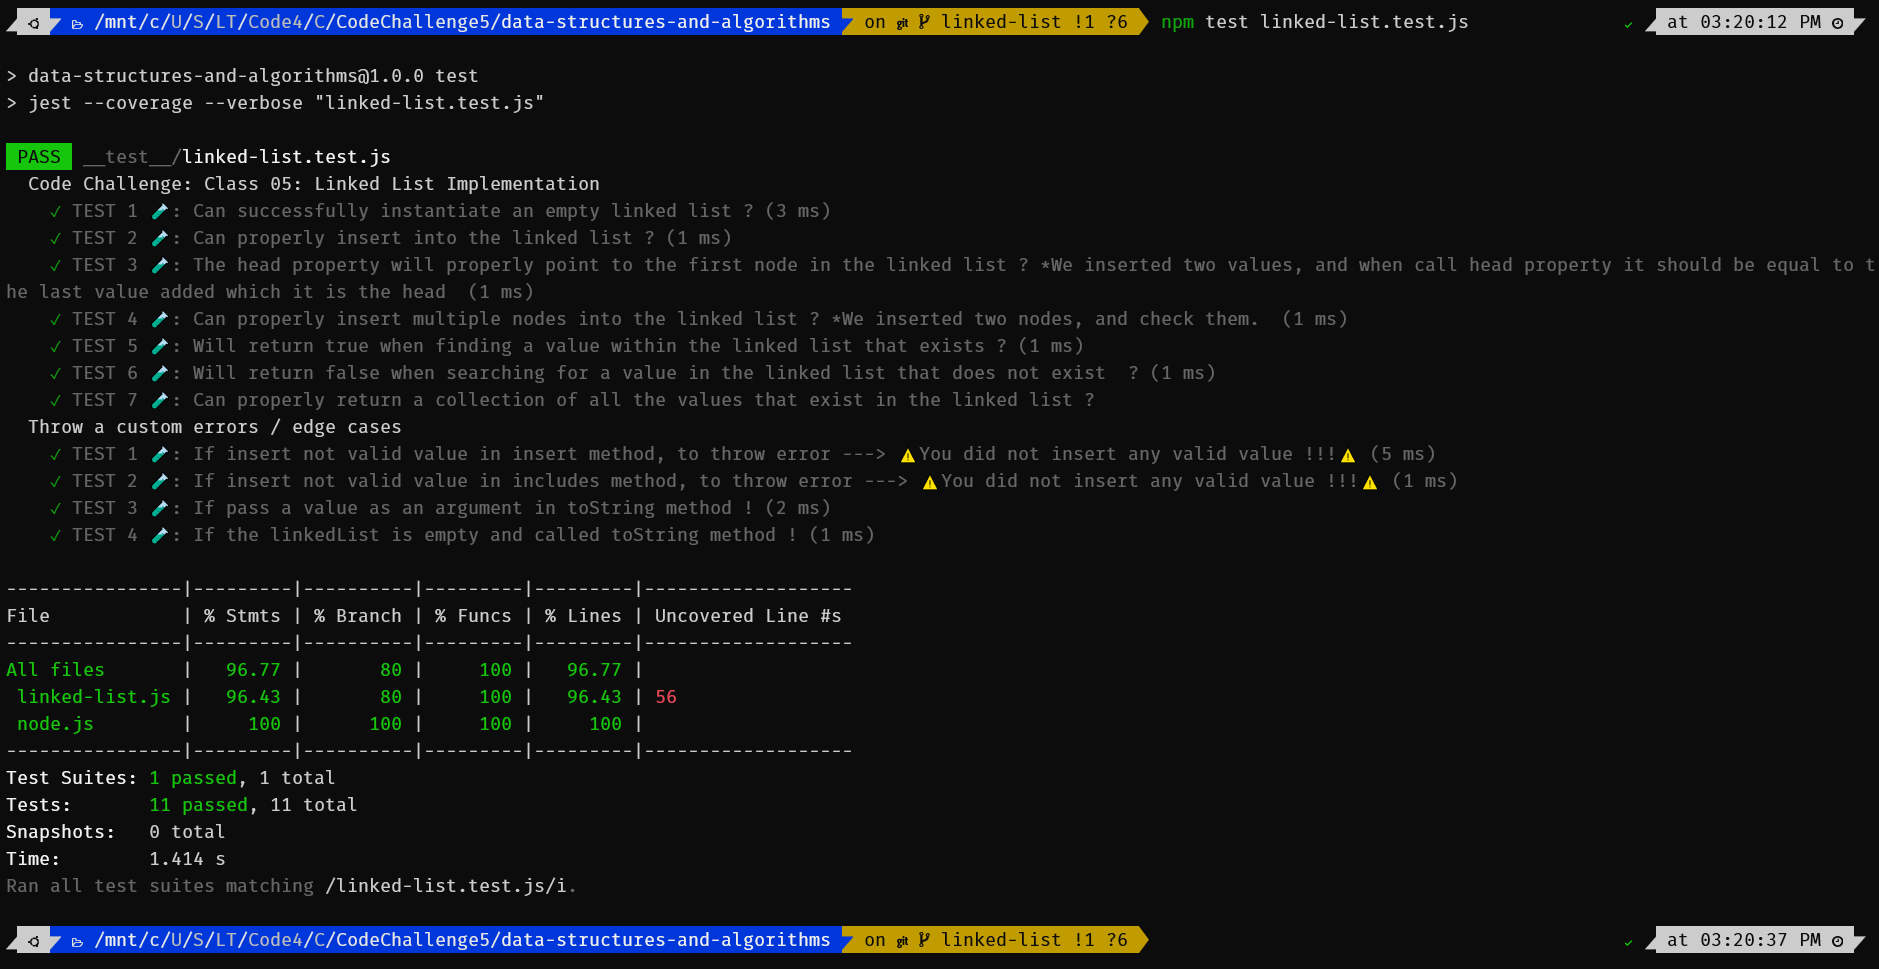 /mnt/c/U/S/LT/Code4/C/CodeChallenge5/data-structures-and-algorithms on git linked-list !1 ?6 npm test linked-list.test.js ✓ at 03:20:12 PM
> data-structures-and-algorithms@1.0.0 test
> jest --coverage --verbose "linked-list.test.js"
PASS __test__/linked-list.test.js
Code Challenge: Class 05: Linked List Implementation
✓ TEST 1 🧪: Can successfully instantiate an empty linked list ? (3 ms)
✓ TEST 2 🧪: Can properly insert into the linked list ? (1 ms)
✓ TEST 3 🧪: The head property will properly point to the first node in the linked list ? *We inserted two values, and when call head property it should be equal to t
he last value added which it is the head  (1 ms)
✓ TEST 4 🧪: Can properly insert multiple nodes into the linked list ? *We inserted two nodes, and check them.  (1 ms)
✓ TEST 5 🧪: Will return true when finding a value within the linked list that exists ? (1 ms)
✓ TEST 6 🧪: Will return false when searching for a value in the linked list that does not exist  ? (1 ms)
✓ TEST 7 🧪: Can properly return a collection of all the values that exist in the linked list ?
Throw a custom errors / edge cases
✓ TEST 1 🧪: If insert not valid value in insert method, to throw error ---> ⚠️You did not insert any valid value !!!⚠️ (5 ms)
✓ TEST 2 🧪: If insert not valid value in includes method, to throw error ---> ⚠️You did not insert any valid value !!!⚠️ (1 ms)
✓ TEST 3 🧪: If pass a value as an argument in toString method ! (2 ms)
✓ TEST 4 🧪: If the linkedList is empty and called toString method ! (1 ms)
----------------|---------|----------|---------|---------|-------------------
File            | % Stmts | % Branch | % Funcs | % Lines | Uncovered Line #s
----------------|---------|----------|---------|---------|-------------------
All files       |   96.77 |       80 |     100 |   96.77 |
 linked-list.js |   96.43 |       80 |     100 |   96.43 | 56
 node.js        |     100 |      100 |     100 |     100 |
----------------|---------|----------|---------|---------|-------------------
Test Suites: 1 passed, 1 total
Tests:       11 passed, 11 total
Snapshots:   0 total
Time:        1.414 s
Ran all test suites matching /linked-list.test.js/i.
/mnt/c/U/S/LT/Code4/C/CodeChallenge5/data-structures-and-algorithms on git linked-list !1 ?6 ✓ at 03:20:37 PM